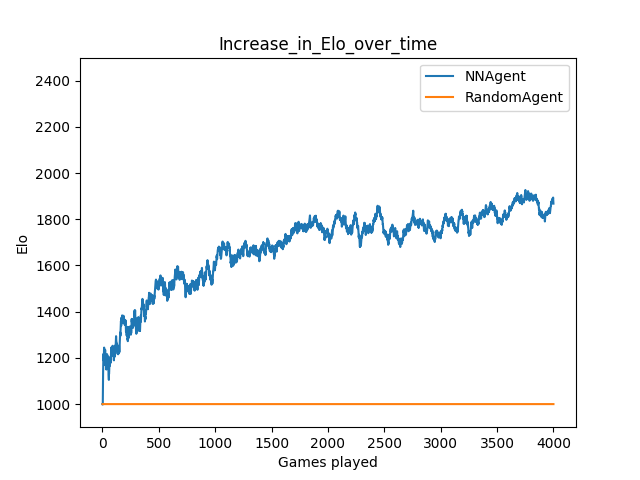 Increase_in_Elo_over_time
NNAgent
RandomAgent
2400
2200
2000
1800
1600
1400
1200
1000
Elo
0 500 1000 1500 2000 2500 3000 3500 4000
Games played